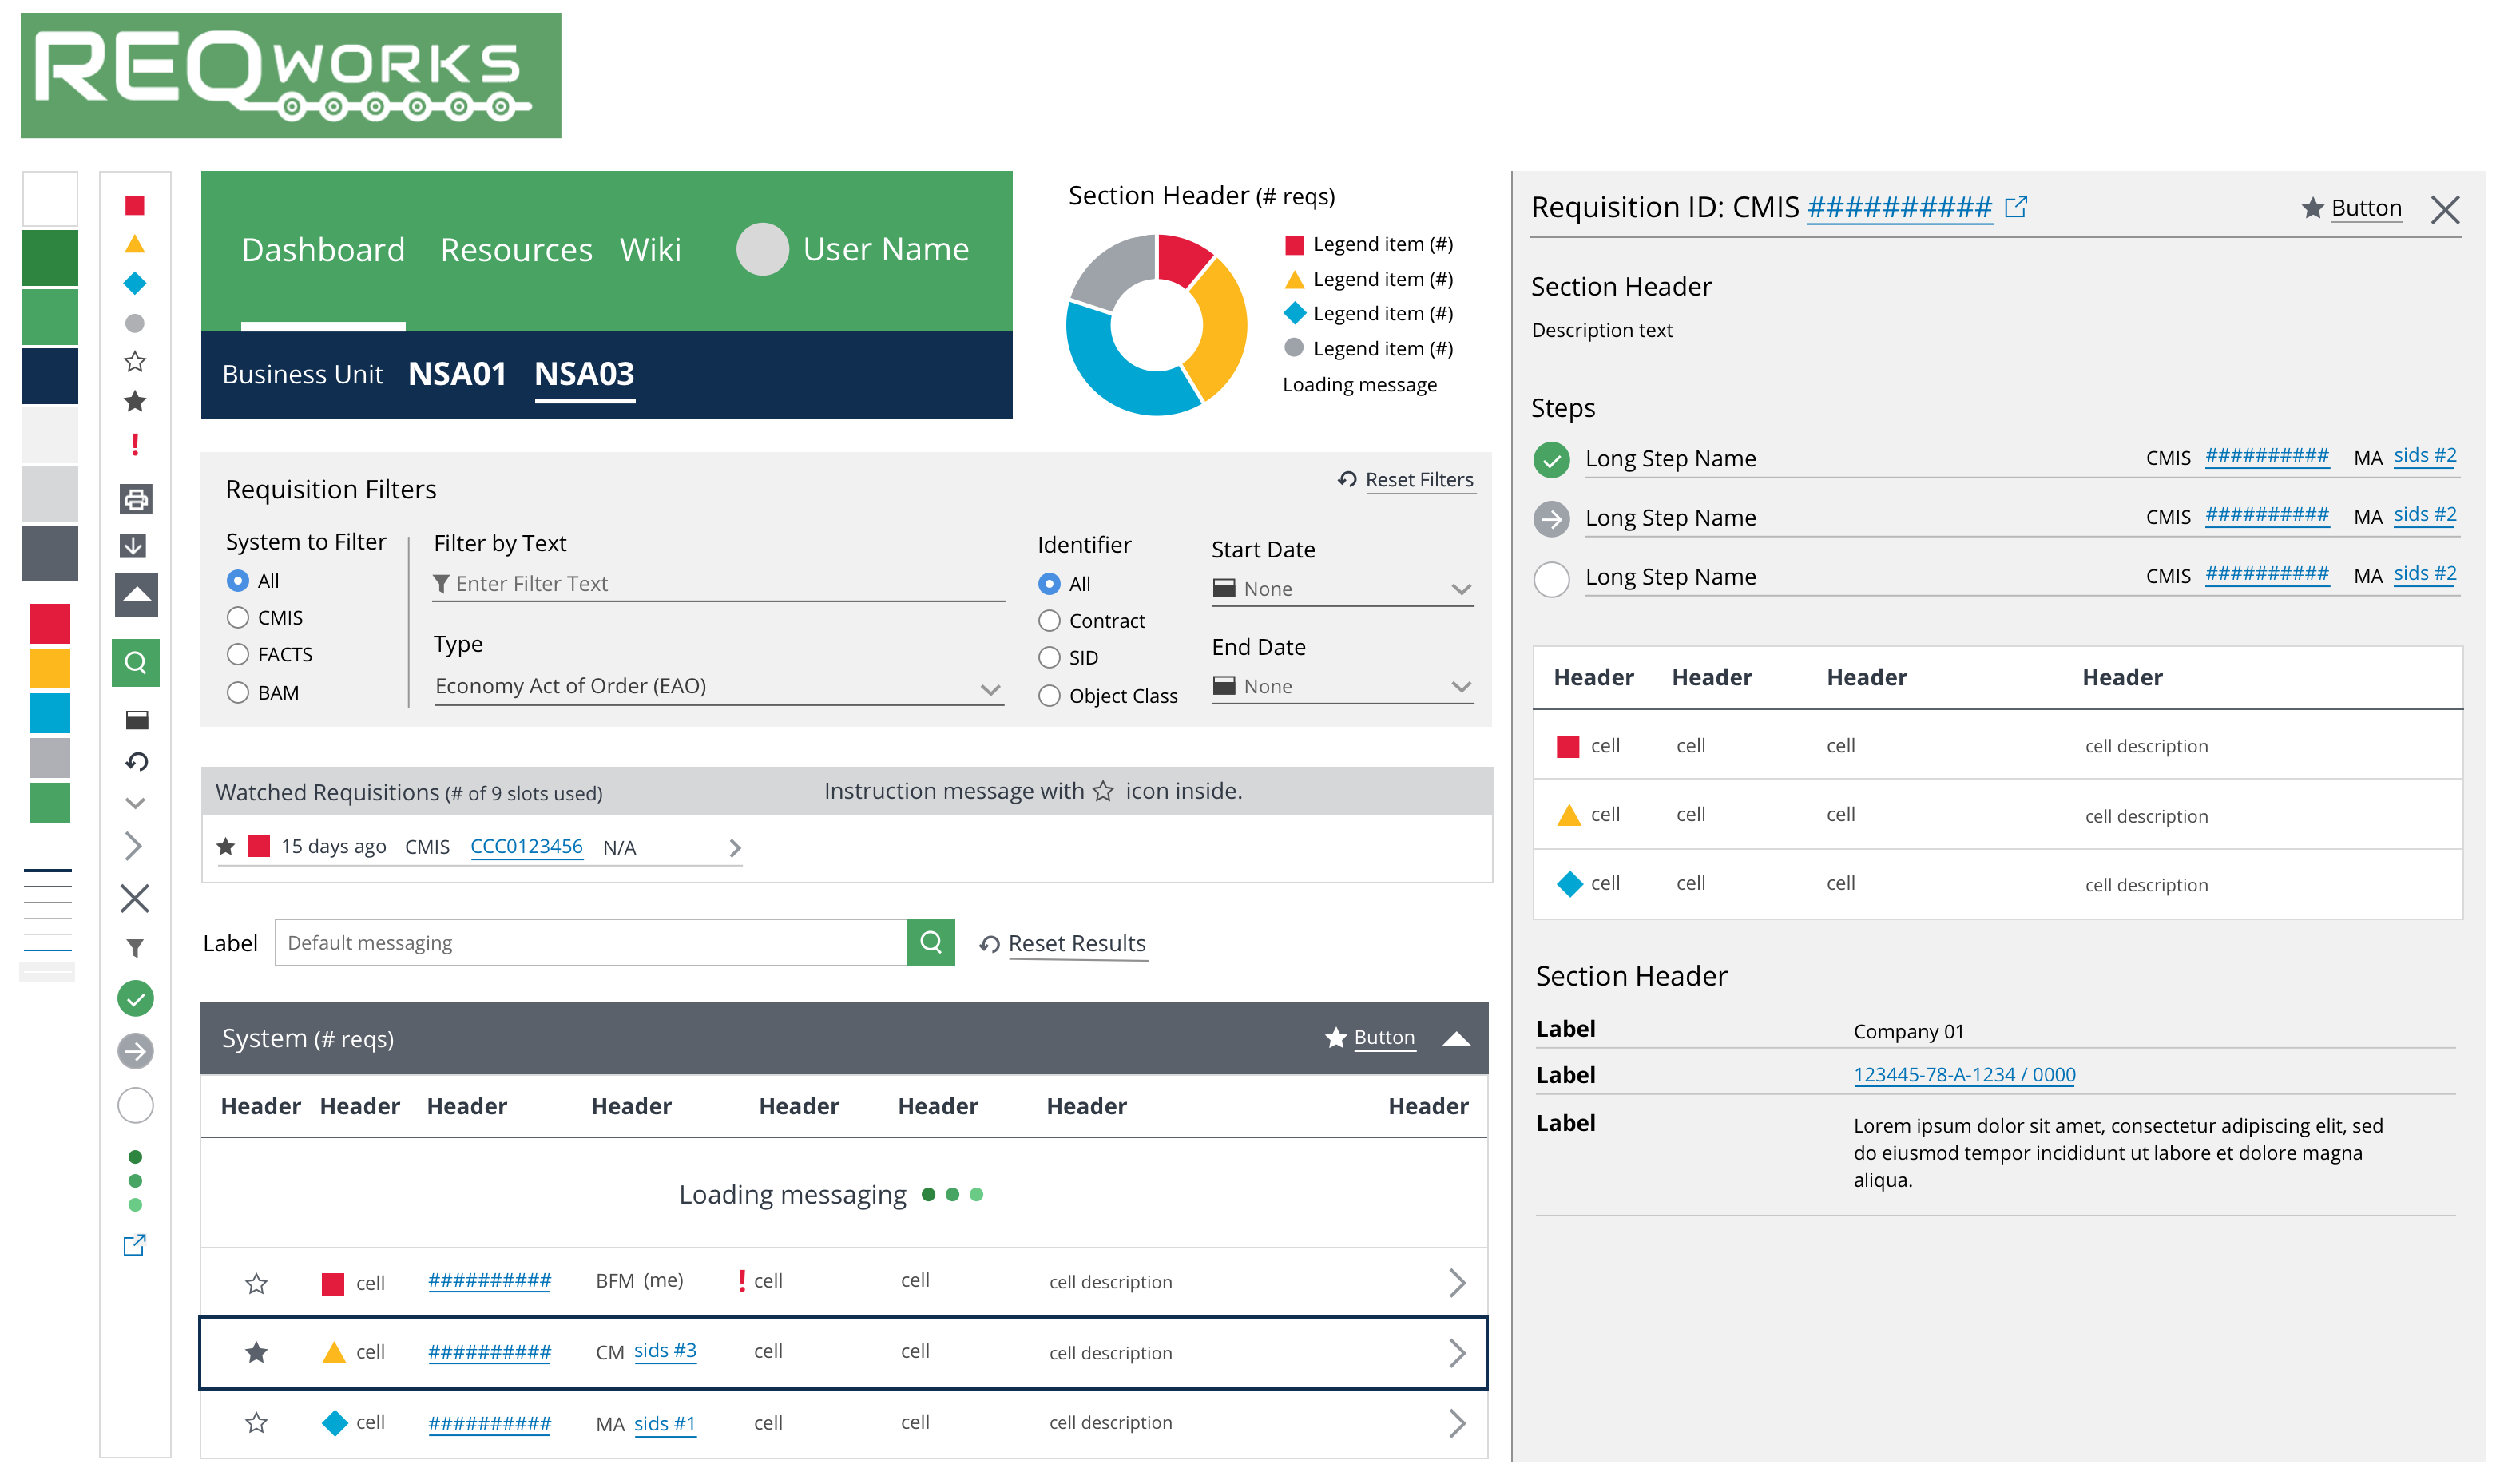 REQWORKS
Dashboard Resources Wiki User Name
Business Unit NSA01 NSA03
Section Header (# reqs)
Legend item (#)
Legend item (#)
Legend item (#)
Legend item (#)
Loading message
Requisition Filters
Reset Filters
System to Filter
All
CMIS
FACTS
BAM
Filter by Text
Enter Filter Text
Type
Economy Act of Order (EAO)
Identifier
All
Contract
SID
Object Class
Start Date
None
End Date
None
Watched Requisitions (# of 9 slots used) Instruction message with ☆ icon inside.
15 days ago CMIS CCC0123456 N/A
Label Default messaging Reset Results
System (# reqs) Button
Header Header Header Header Header Header Header Header
Loading messaging
cell ########## BFM (me) ! cell cell cell description
cell ########## CM sids #3 cell cell cell description
cell ########## MA sids #1 cell cell cell description
Requisition ID: CMIS ########## Button
Section Header
Description text
Steps
Long Step Name CMIS ########## MA sids #2
Long Step Name CMIS ########## MA sids #2
Long Step Name CMIS ########## MA sids #2
Header Header Header Header
cell cell cell cell description
cell cell cell cell description
cell cell cell cell description
Section Header
Label Company 01
Label 123445-78-A-1234 / 0000
Label Lorem ipsum dolor sit amet, consectetur adipiscing elit, sed
do eiusmod tempor incididunt ut labore et dolore magna
aliqua.